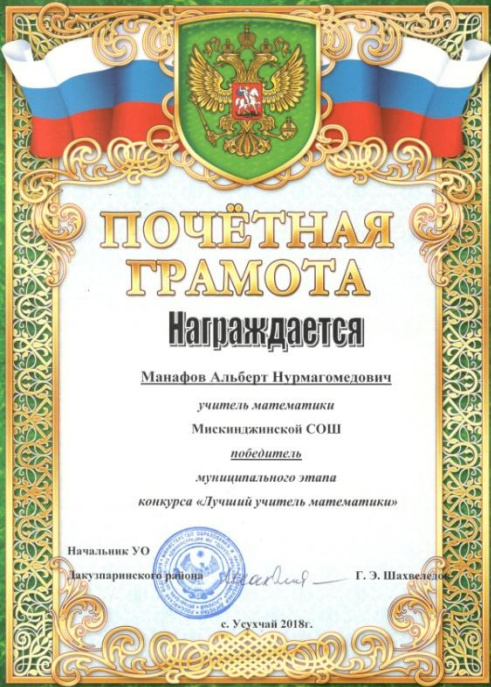 ПОЧЁТНАЯ
ГРАМОТА
Награждается
Манафов Альберт Нурмагомедович
учитель математики
Мискинджинской СОШ
победитель
муниципального этапа
конкурса «Лучший учитель математики»
Начальник УО
Докузпаринского района Г. Э. Шахвеледов
с. Усухчай 2018г.